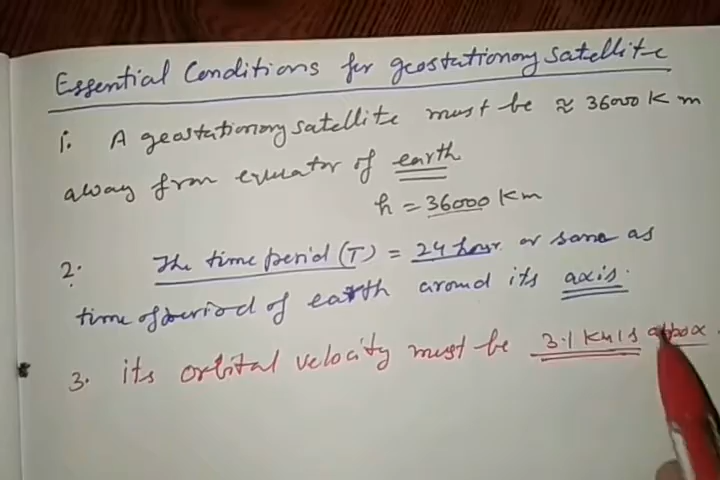 Essential Conditions for geostationary satellite
1. A geostationary satellite must be ≈ 36000 Km
away from equator of earth
h = 36000 Km
2. The time period (T) = 24 hour or same as
time of period of earth around its axis.
3. its orbital velocity must be 3.1 Km/s appox.